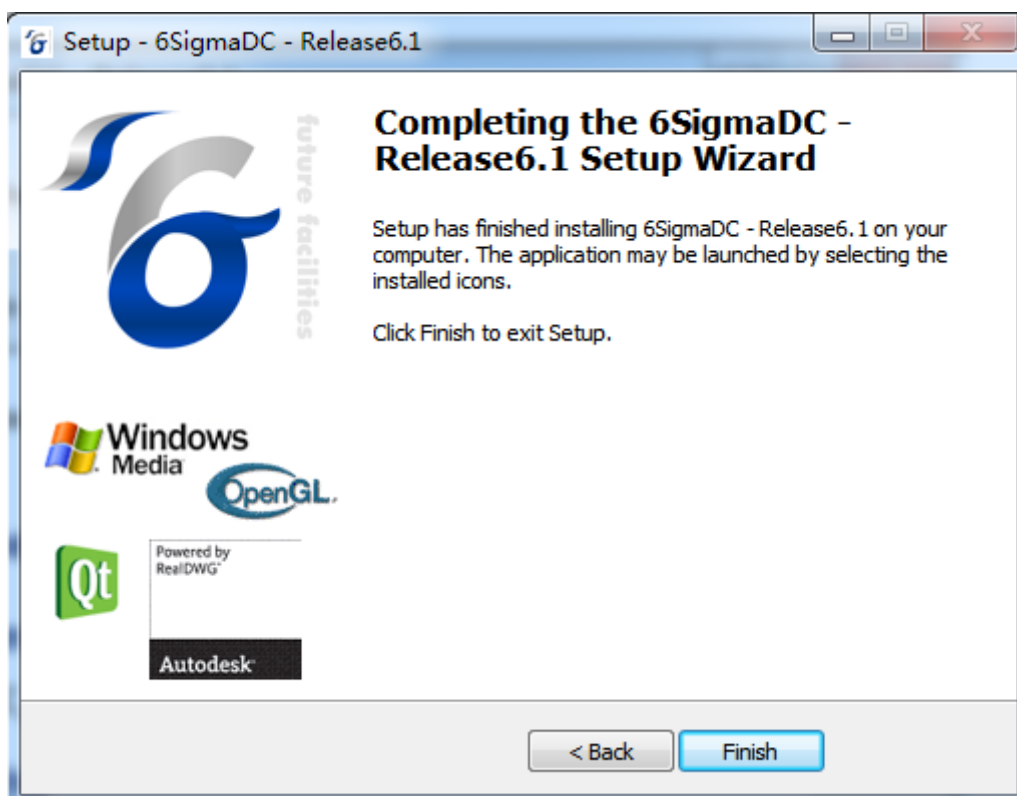 Setup - 6SigmaDC - Release6.1
future facilities
Completing the 6SigmaDC -
Release6.1 Setup Wizard
Setup has finished installing 6SigmaDC - Release6.1 on your
computer. The application may be launched by selecting the
installed icons.
Click Finish to exit Setup.
Windows
Media
OpenGL.
Qt
Powered by
RealDWG™
Autodesk
< Back
Finish